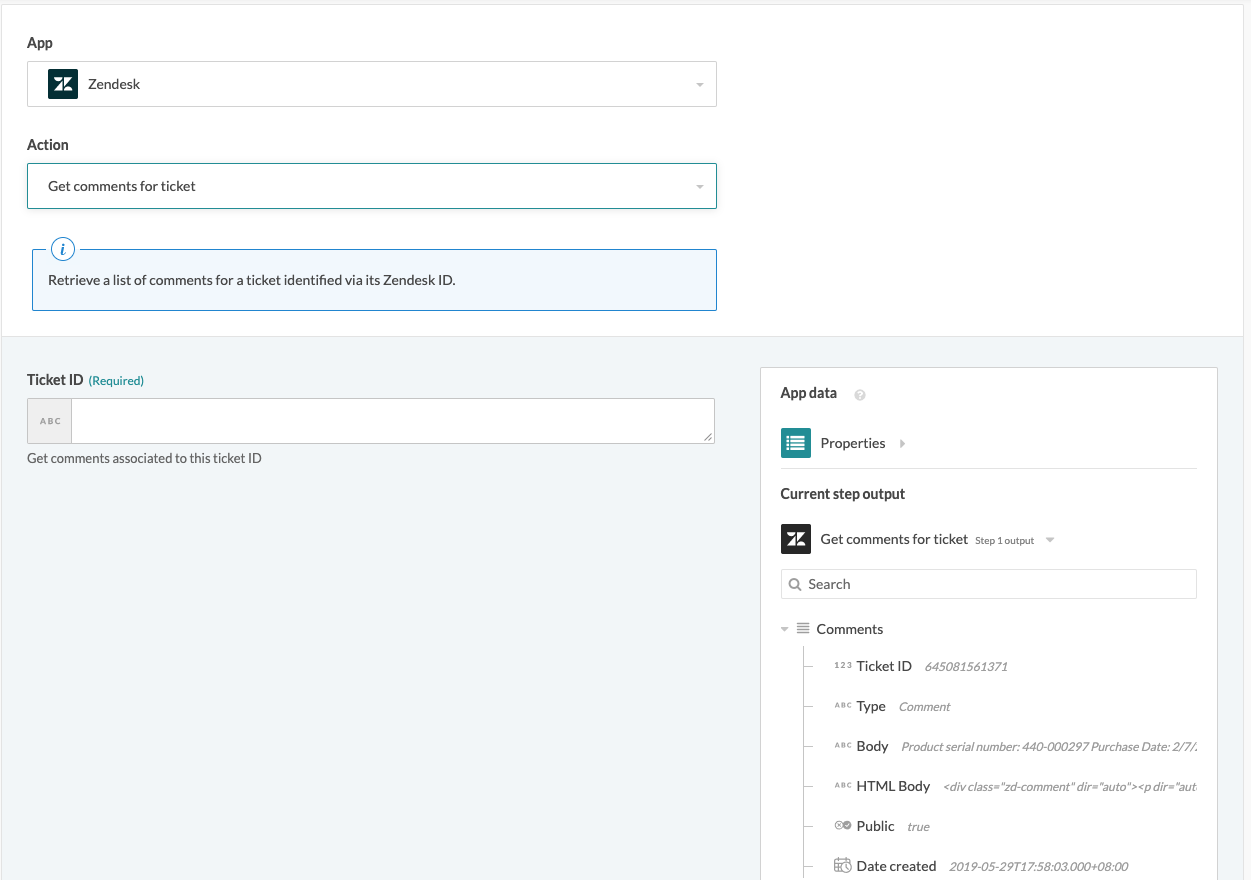 App
Zendesk
Action
Get comments for ticket
i
Retrieve a list of comments for a ticket identified via its Zendesk ID.
Ticket ID (Required)
ABC
Get comments associated to this ticket ID
App data ?
Properties
Current step output
Get comments for ticket Step 1 output
Search
Comments
123 Ticket ID 645081561371
ABC Type Comment
ABC Body Product serial number: 440-000297 Purchase Date: 2/7/2
ABC HTML Body <div class="zd-comment" dir="auto"><p dir="aut
Public true
Date created 2019-05-29T17:58:03.000+08:00